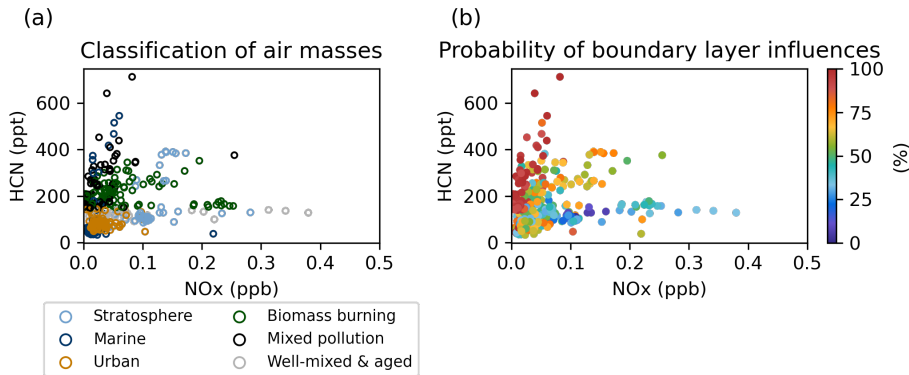 (a)
Classification of air masses
HCN (ppt)
600
400
200
0
0.0 0.1 0.2 0.3 0.4 0.5
NOx (ppb)
Stratosphere
Marine
Urban
Biomass burning
Mixed pollution
Well-mixed & aged
(b)
Probability of boundary layer influences
HCN (ppt)
600
400
200
0
0.0 0.1 0.2 0.3 0.4 0.5
NOx (ppb)
100
75
50
25
0
(%)